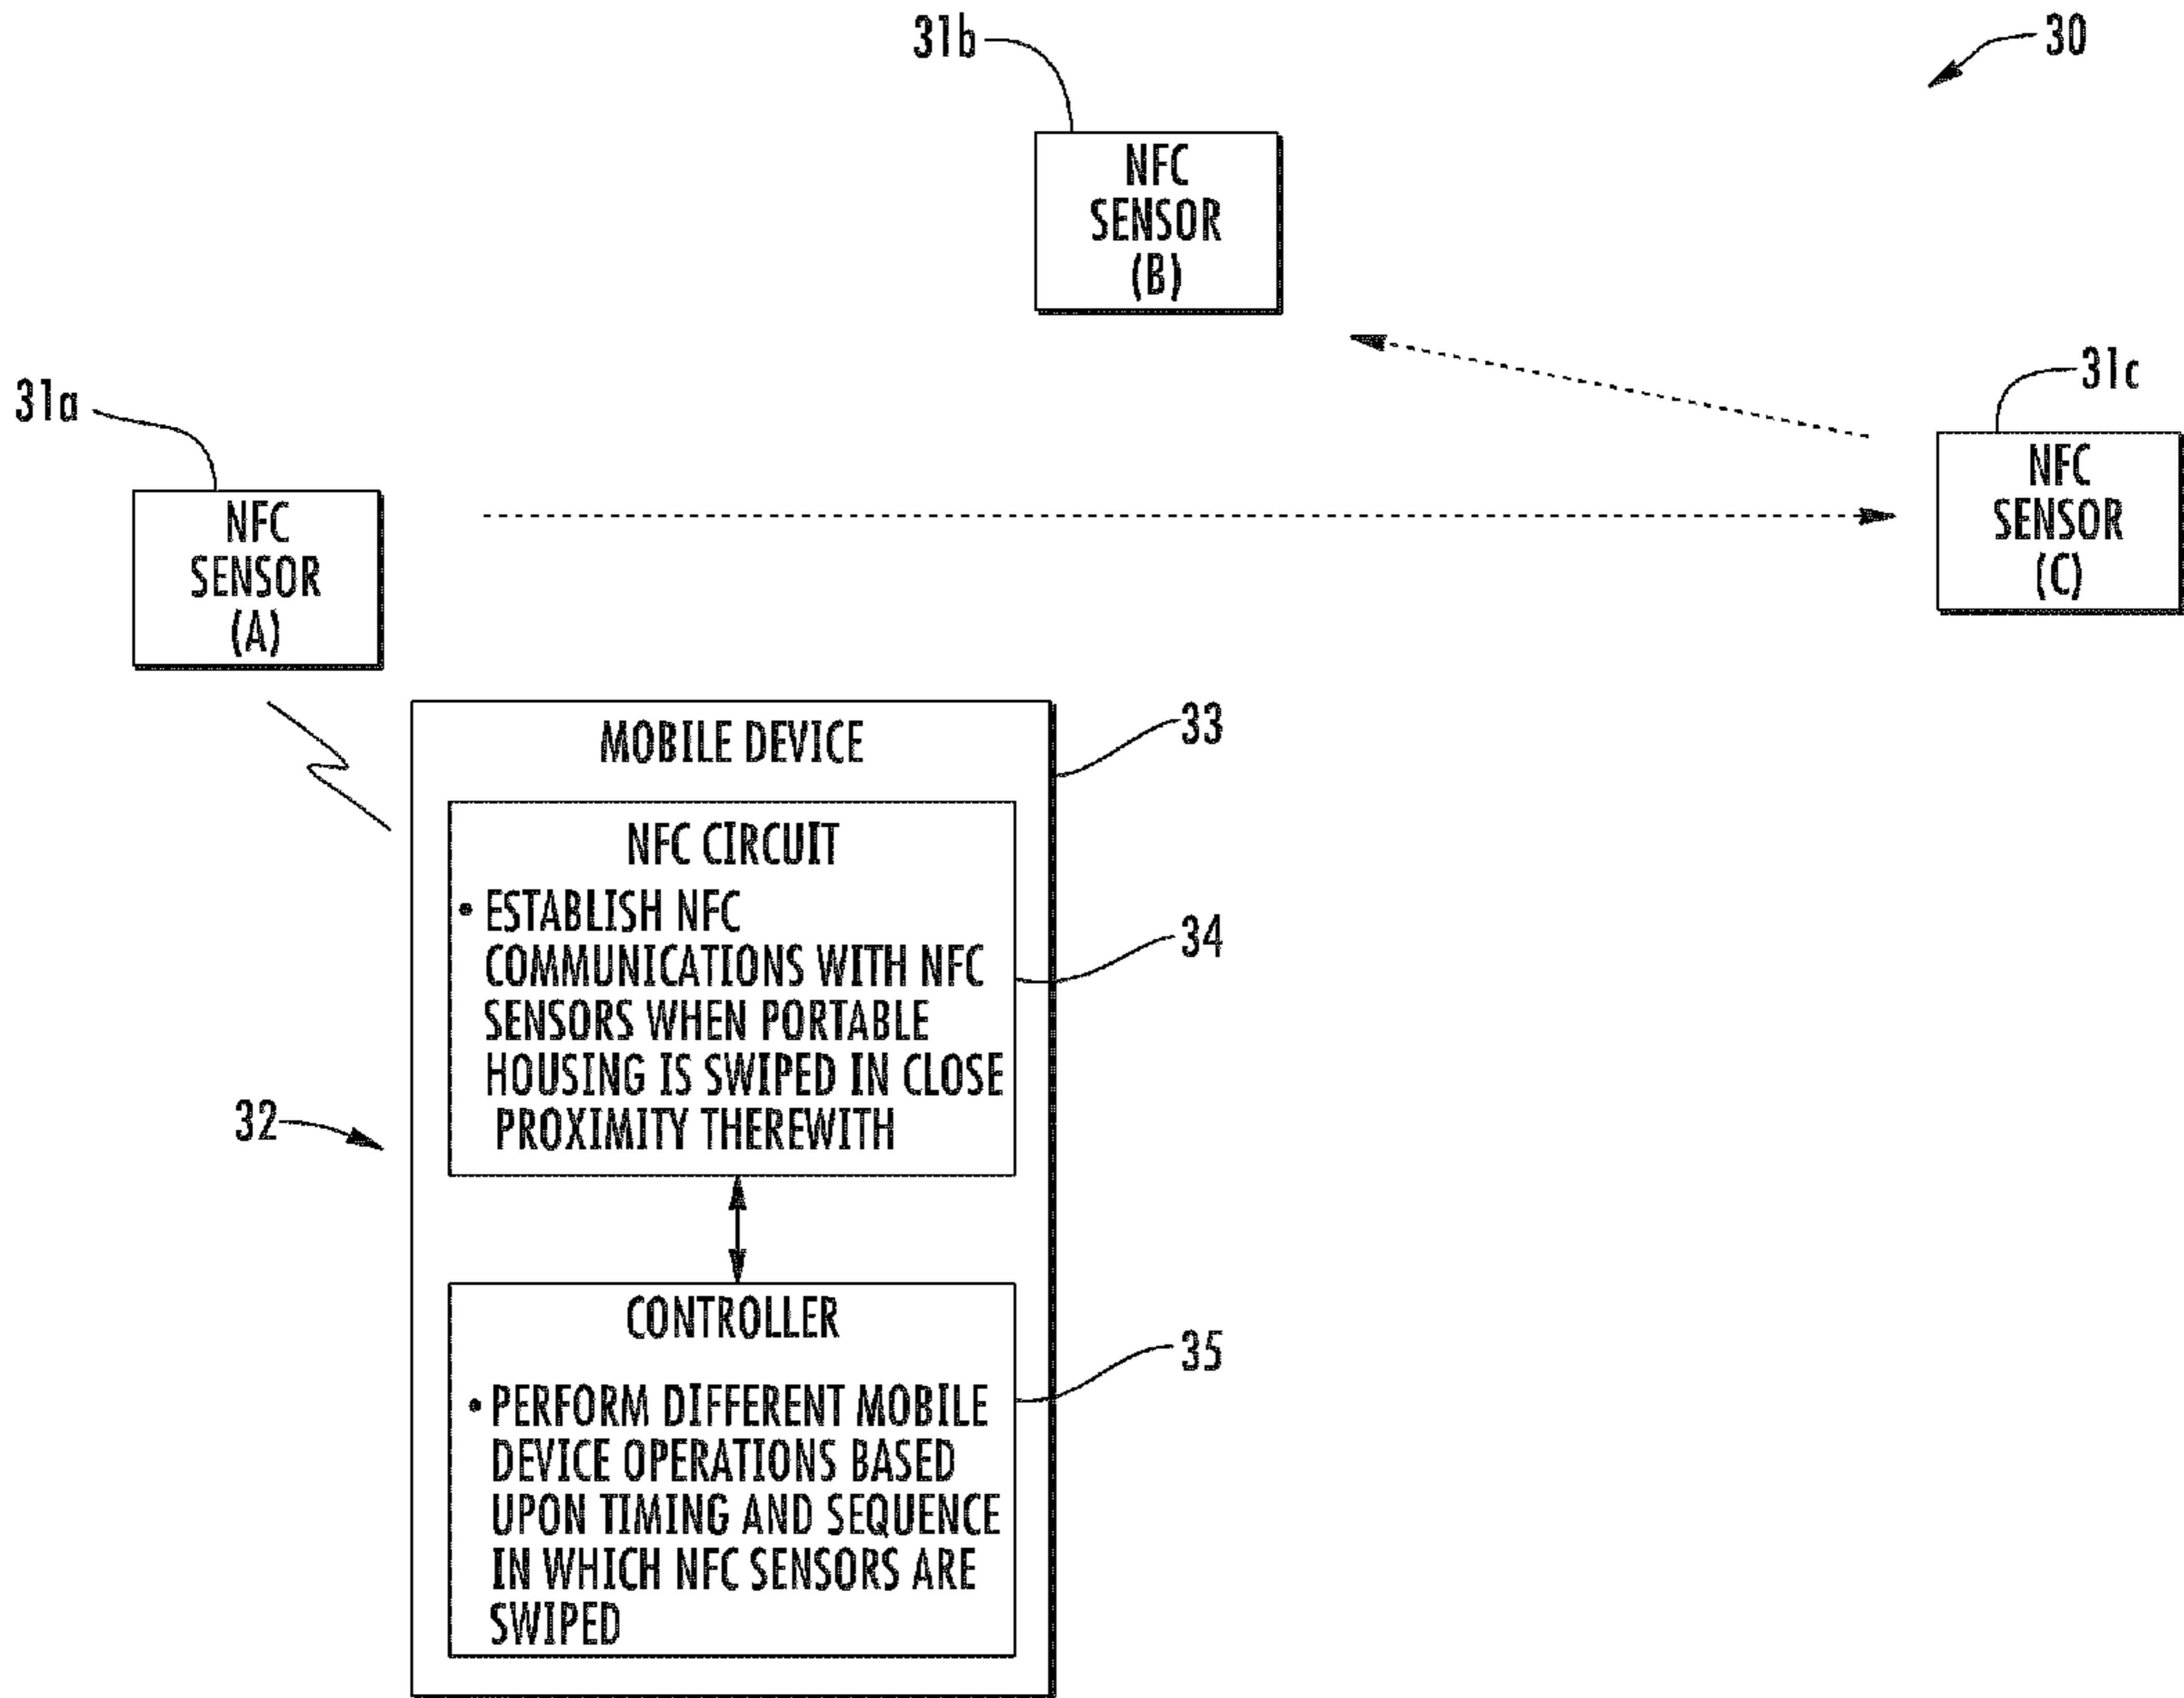 31b
30
NFC
SENSOR
(B)
31a
31c
NFC
SENSOR
(A)
NFC
SENSOR
(C)
MOBILE DEVICE
33
NFC CIRCUIT
• ESTABLISH NFC
COMMUNICATIONS WITH NFC
SENSORS WHEN PORTABLE
HOUSING IS SWIPED IN CLOSE
PROXIMITY THEREWITH
34
32
CONTROLLER
• PERFORM DIFFERENT MOBILE
DEVICE OPERATIONS BASED
UPON TIMING AND SEQUENCE
IN WHICH NFC SENSORS ARE
SWIPED
35